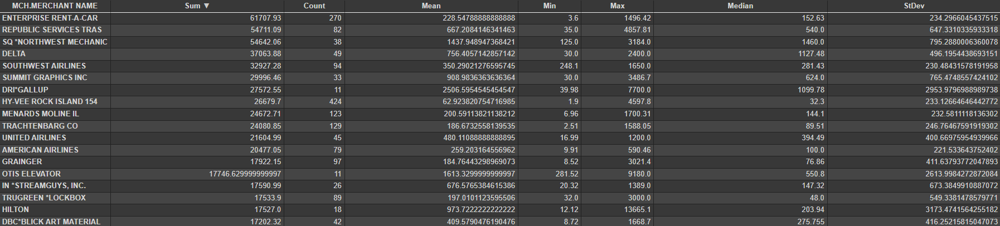 MCH.MERCHANT NAME Sum ▼ Count Mean Min Max Median StDev
ENTERPRISE RENT-A-CAR 61707.93 270 228.54788888888888 3.6 1496.42 152.63 234.2966045437515
REPUBLIC SERVICES TRAS 54711.09 82 667.2084146341463 35.0 4857.81 540.0 647.3310335933318
SQ *NORTHWEST MECHANIC 54642.06 38 1437.948947368421 125.0 3184.0 1460.0 795.2880006360078
DELTA 37063.88 49 756.4057142857142 30.0 2400.0 1127.48 496.1954438693151
SOUTHWEST AIRLINES 32927.28 94 350.29021276595745 248.1 1650.0 281.43 230.48431578191958
SUMMIT GRAPHICS INC 29996.46 33 908.9836363636364 30.0 3486.7 624.0 765.4748557424102
DRI*GALLUP 27572.55 11 2506.5954545454547 39.98 7700.0 1099.78 2953.9796988989738
HY-VEE ROCK ISLAND 154 26679.7 424 62.923820754716985 1.9 4597.8 32.3 233.12664646442772
MENARDS MOLINE IL 24672.71 123 200.59113821138212 6.96 1700.31 144.1 232.5811118136302
TRACHTENBARG CO 24080.85 129 186.6732558139535 2.51 1588.05 89.51 246.76467591919302
UNITED AIRLINES 21604.99 45 480.11088888888895 16.99 1200.0 394.49 400.66975954939966
AMERICAN AIRLINES 20477.05 79 259.203164556962 9.91 590.46 100.0 221.533643752402
GRAINGER 17922.15 97 184.76443298969073 8.52 3021.4 76.86 411.63793772047893
OTIS ELEVATOR 17746.629999999997 11 1613.3299999999997 281.52 9180.0 550.8 2613.9984272872084
IN *STREAMGUYS, INC. 17590.99 26 676.5765384615386 20.32 1389.0 147.32 673.3849910887072
TRUGREEN *LOCKBOX 17533.9 89 197.0101123595506 32.0 3000.0 48.0 549.3381478579771
HILTON 17527.0 18 973.7222222222222 12.12 13665.1 203.94 3173.4741564255182
DBC*BLICK ART MATERIAL 17202.32 42 409.5790476190476 8.72 1668.7 275.755 416.25215815047073